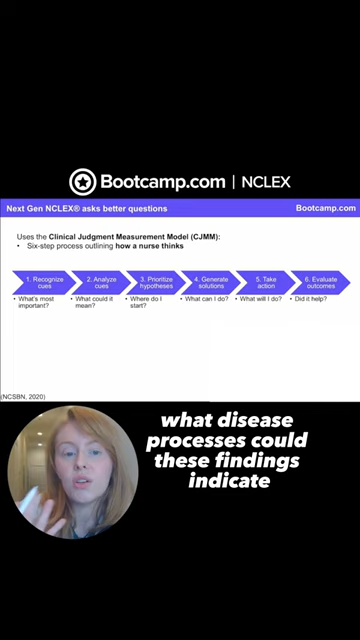 Bootcamp.com | NCLEX
Next Gen NCLEX® asks better questions
Bootcamp.com
Uses the Clinical Judgment Measurement Model (CJMM):
• Six-step process outlining how a nurse thinks
1. Recognize cues
2. Analyze cues
3. Prioritize hypotheses
4. Generate solutions
5. Take action
6. Evaluate outcomes
• What's most important?
• What could it mean?
• Where do I start?
• What can I do?
• What will I do?
• Did it help?
(NCSBN, 2020)
what disease
processes could
these findings
indicate